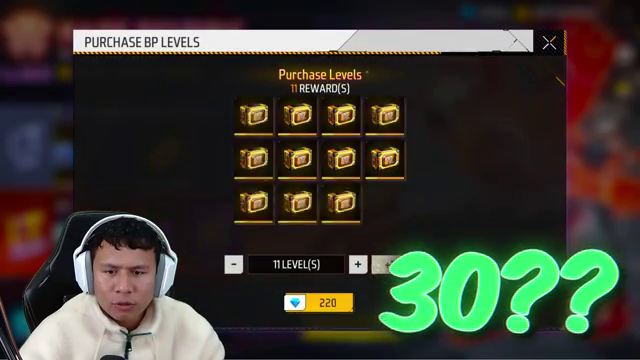 PURCHASE BP LEVELS
Purchase Levels
11 REWARD(S)
- 11 LEVEL(S) +
220
30??